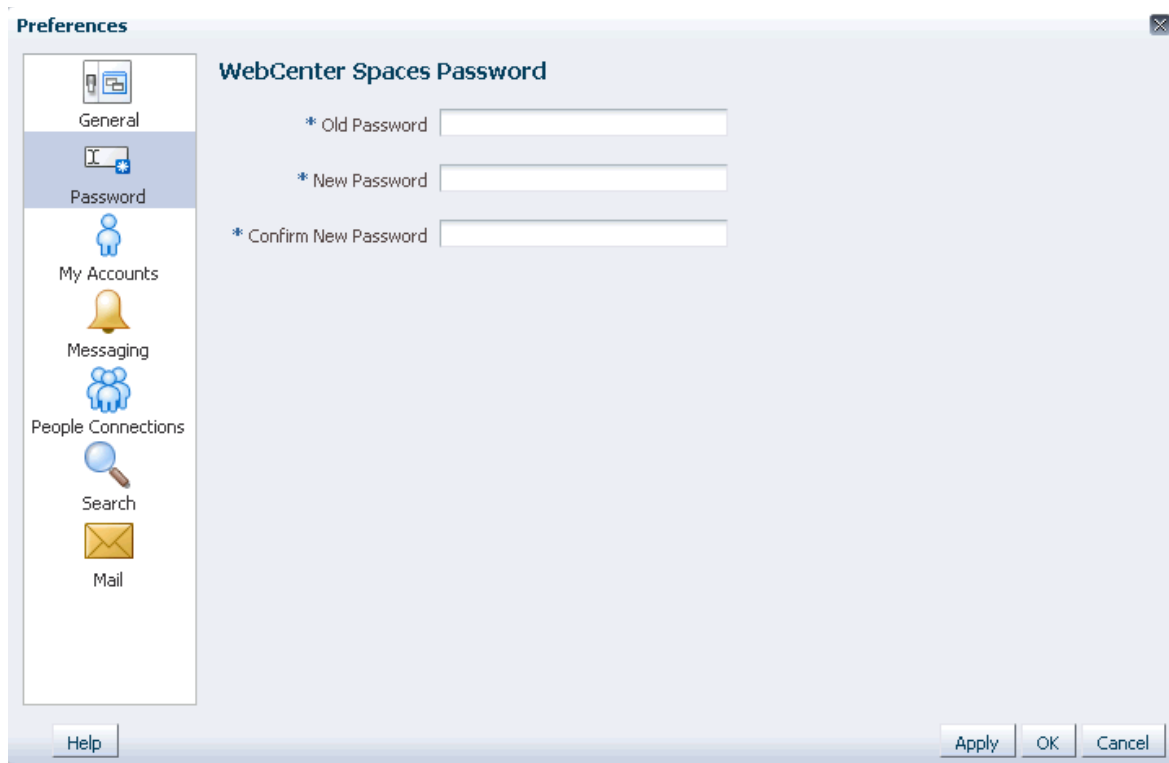 Preferences
General
Password
My Accounts
Messaging
People Connections
Search
Mail
WebCenter Spaces Password
* Old Password
* New Password
* Confirm New Password
Help
Apply
OK
Cancel